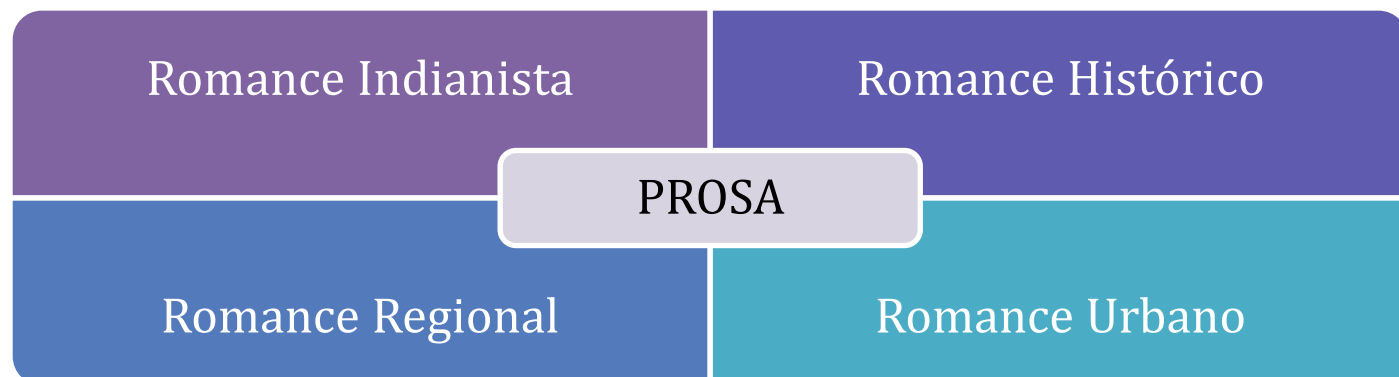 Romance Indianista
Romance Histórico
PROSA
Romance Regional
Romance Urbano